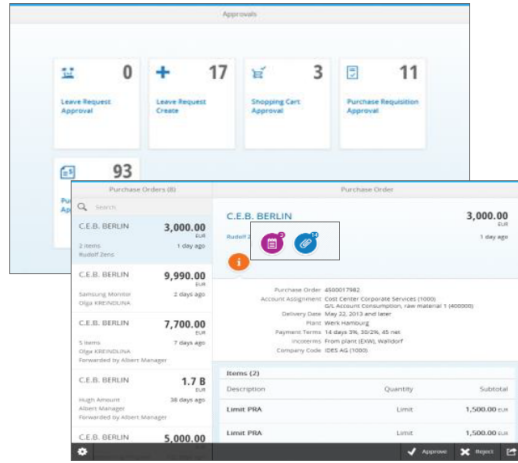 Approvals
0
Leave Request
Approval
17
Leave Request
Create
3
Shopping Cart
Approval
11
Purchase Requisition
Approval
93
Purchase Orders (8)
Search
C.E.B. BERLIN 3,000.00
EUR
2 items 1 day ago
Rudolf Zeno
C.E.B. BERLIN 9,990.00
EUR
Samsung Monitor 2 days ago
Olga KREINDLINA
C.E.B. BERLIN 7,700.00
EUR
5 items 7 days ago
Olga KREINDLINA
Forwarded by Albert Manager
C.E.B. BERLIN 1.7 B
EUR
Hugh Amount 38 days ago
Albert Manager
Forwarded by Albert Manager
C.E.B. BERLIN 5,000.00
Purchase Order
C.E.B. BERLIN 3,000.00
EUR
Rudolf 1 day ago
Purchase Order 4500017982
Account Assignment Cost Center Corporate Services (1000)
G/L Account Consumption, raw material 1 (400000)
Delivery Date May 22, 2013 and later
Plant Werk Hamburg
Payment Terms 14 days 3%, 30/2%, 45 net
Incoterms From plant (EXW), Walldorf
Company Code IDES AG (1000)
Items (2)
Description Quantity Subtotal
Limit PRA Limit 1,500.00 EUR
Limit PRA Limit 1,500.00 EUR
Approve Reject